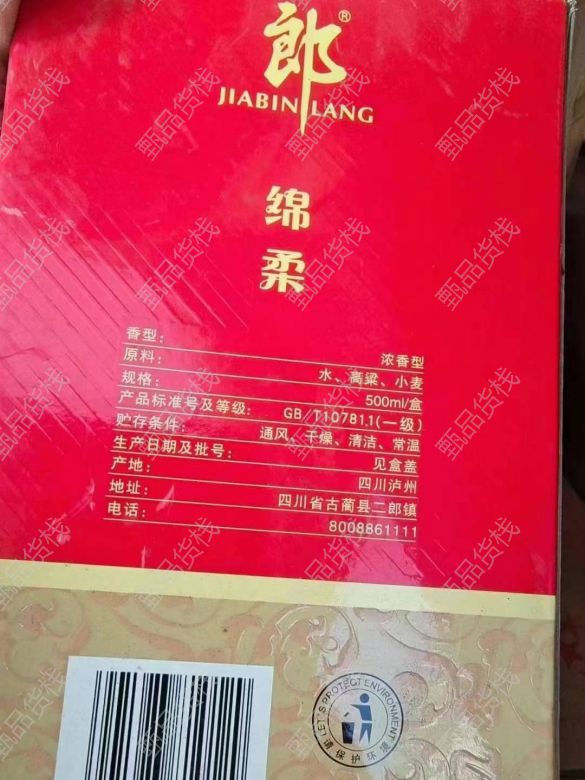 郎®
JIABIN LANG
绵
柔
香型： 浓香型
原料： 水、高粱、小麦
规格： 500ml/盒
产品标准号及等级： GB/T10781.1(一级)
贮存条件： 通风、干燥、清洁、常温
生产日期及批号： 见盒盖
产地： 四川泸州
地址： 四川省古蔺县二郎镇
电话： 8008861111
LET'S PROTECT ENVIRONMENT
请保护环境
甄品货栈